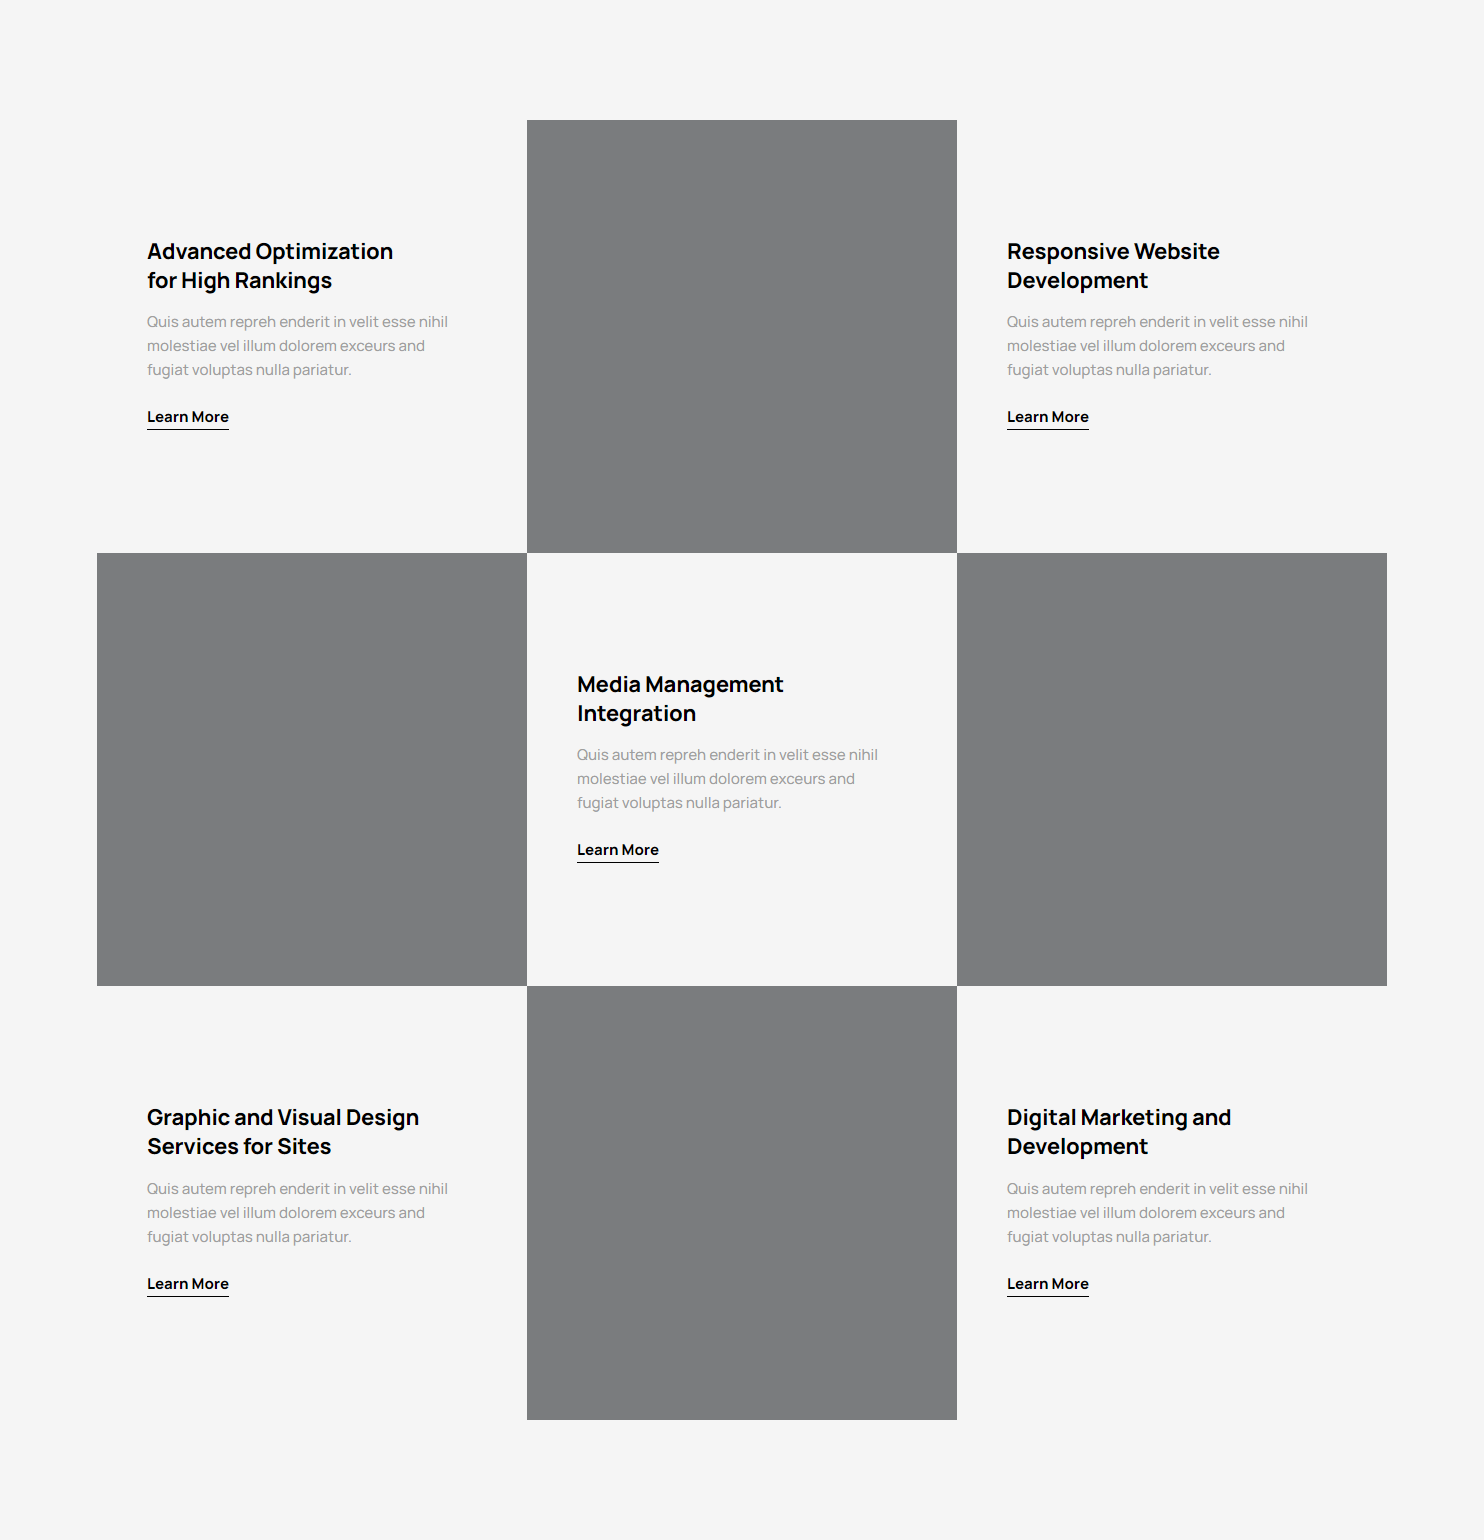 Advanced Optimization
for High Rankings
Quis autem repreh enderit in velit esse nihil
molestiae vel illum dolorem exceurs and
fugiat voluptas nulla pariatur.
Learn More
Responsive Website
Development
Quis autem repreh enderit in velit esse nihil
molestiae vel illum dolorem exceurs and
fugiat voluptas nulla pariatur.
Learn More
Media Management
Integration
Quis autem repreh enderit in velit esse nihil
molestiae vel illum dolorem exceurs and
fugiat voluptas nulla pariatur.
Learn More
Graphic and Visual Design
Services for Sites
Quis autem repreh enderit in velit esse nihil
molestiae vel illum dolorem exceurs and
fugiat voluptas nulla pariatur.
Learn More
Digital Marketing and
Development
Quis autem repreh enderit in velit esse nihil
molestiae vel illum dolorem exceurs and
fugiat voluptas nulla pariatur.
Learn More